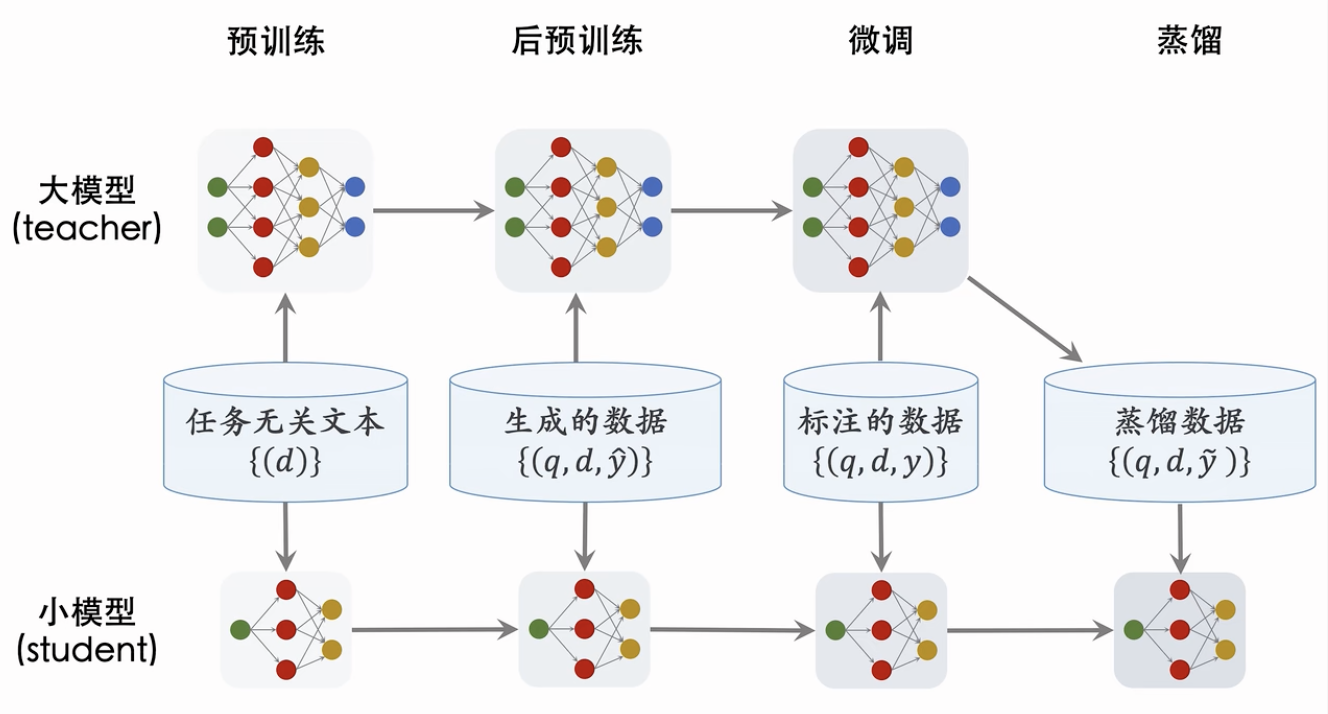 预训练
后预训练
微调
蒸馏
大模型
(teacher)
任务无关文本
{(d)}
生成的数据
{(q, d, ŷ)}
标注的数据
{(q, d, y)}
蒸馏数据
{(q, d, ỹ )}
小模型
(student)